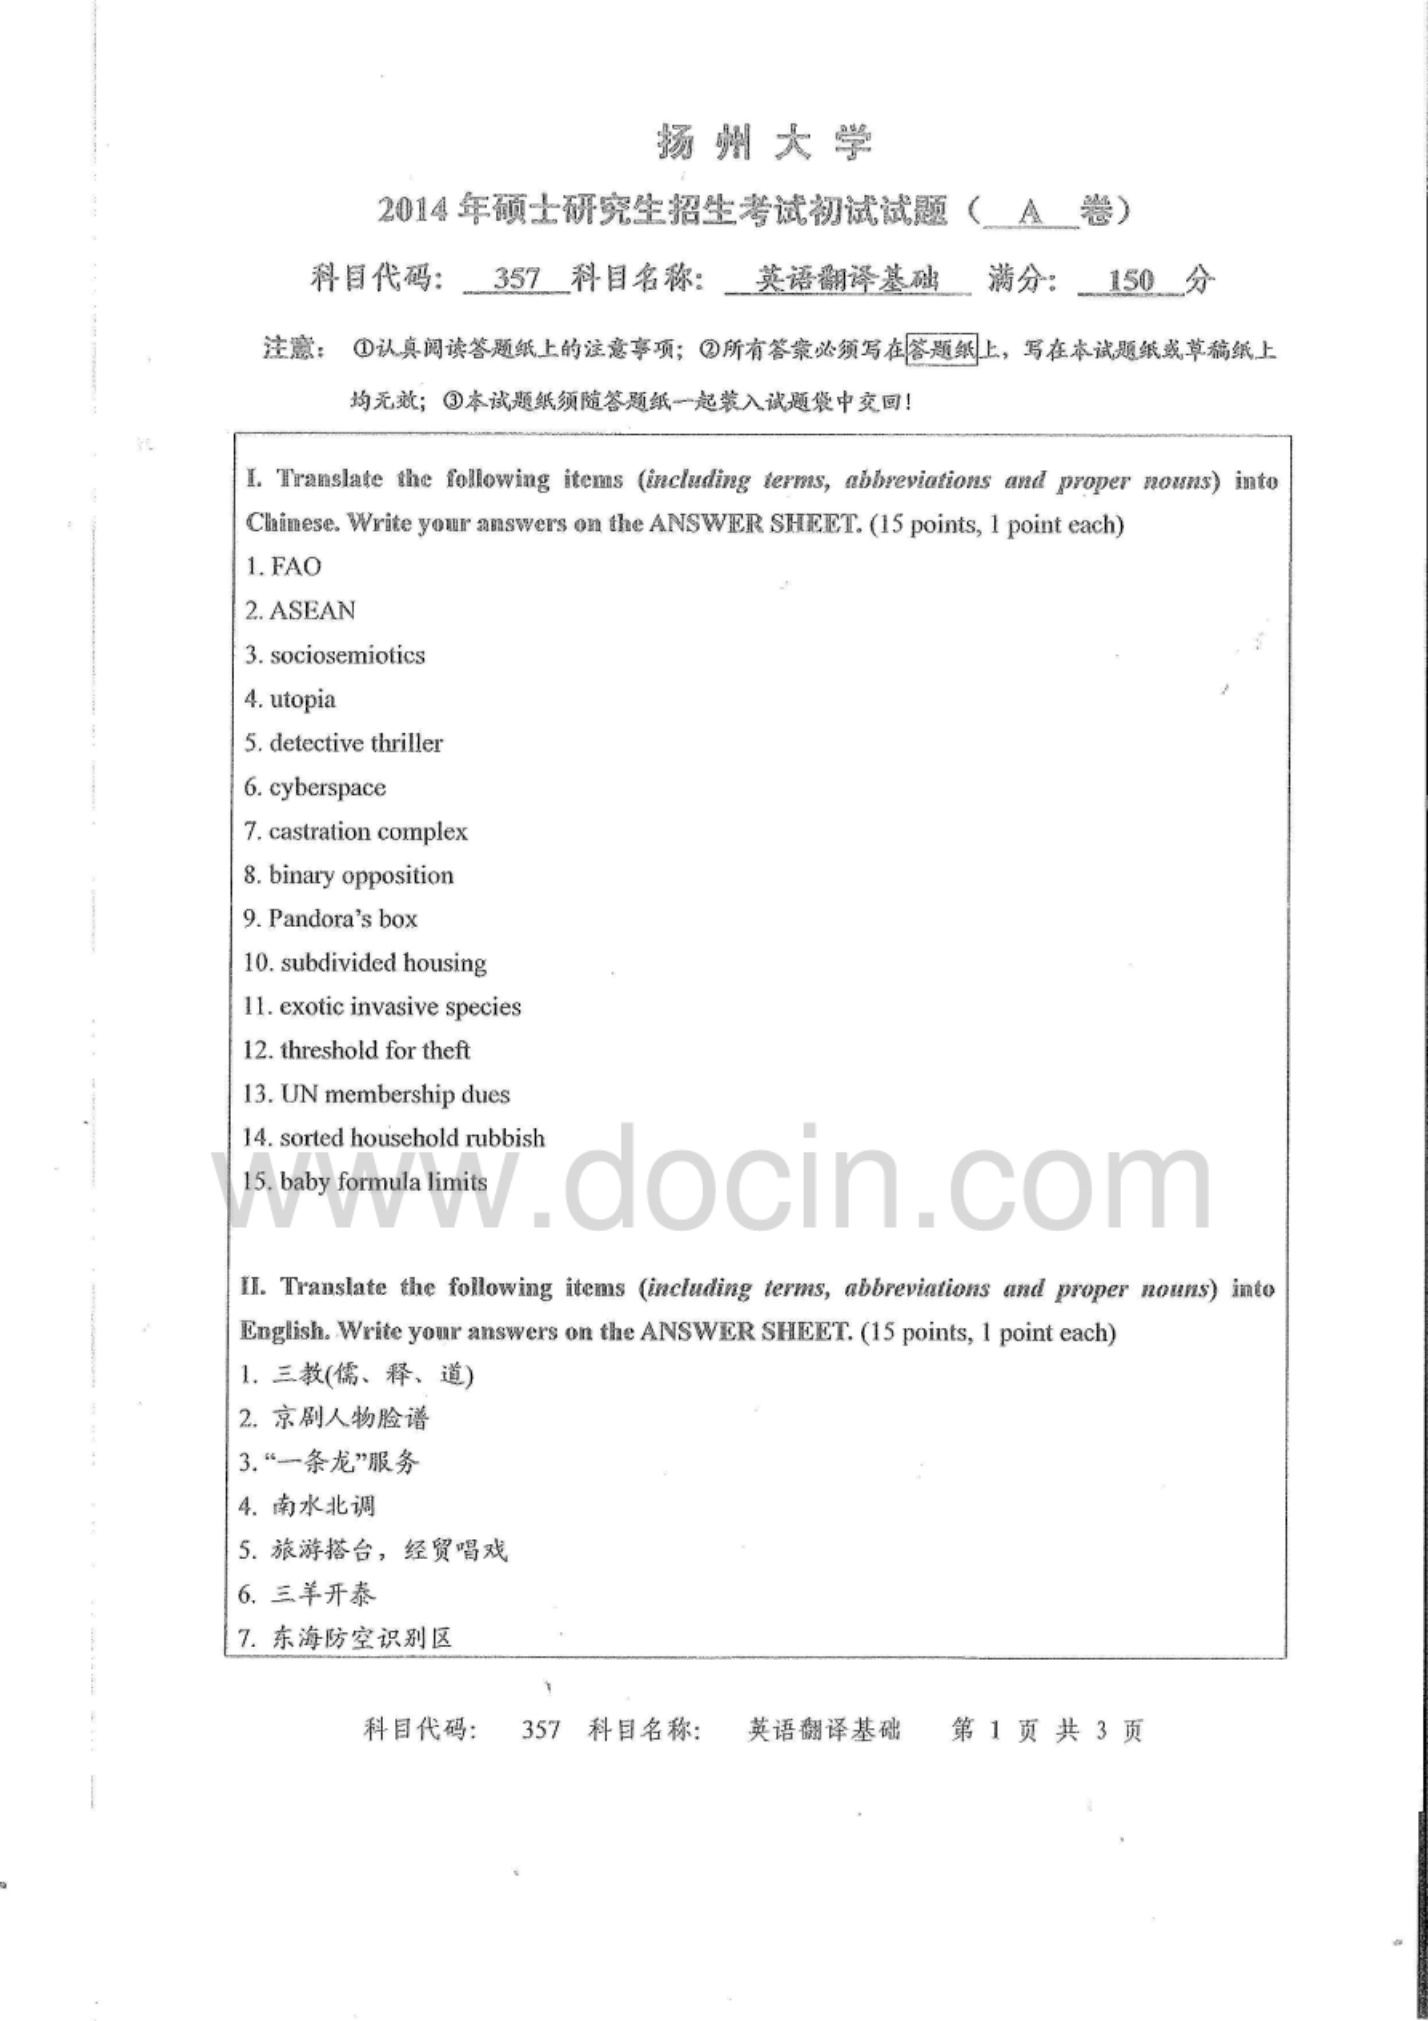 扬州大学
2014年硕士研究生招生考试初试试题（ A 卷）
科目代码： 357 科目名称： 英语翻译基础 满分： 150 分
注意： ①认真阅读答题纸上的注意事项；②所有答案必须写在答题纸上，写在本试题纸或草稿纸上
均无效；③本试题纸须随答题纸一起装入试题袋中交回！
I. Translate the following items (including terms, abbreviations and proper nouns) into
Chinese. Write your answers on the ANSWER SHEET. (15 points, 1 point each)
1. FAO
2. ASEAN
3. sociosemiotics
4. utopia
5. detective thriller
6. cyberspace
7. castration complex
8. binary opposition
9. Pandora's box
10. subdivided housing
11. exotic invasive species
12. threshold for theft
13. UN membership dues
14. sorted household rubbish
www.docin.com
15. baby formula limits
II. Translate the following items (including terms, abbreviations and proper nouns) into
English. Write your answers on the ANSWER SHEET. (15 points, 1 point each)
1. 三教(儒、释、道)
2. 京剧人物脸谱
3. “一条龙”服务
4. 南水北调
5. 旅游搭台，经贸唱戏
6. 三羊开泰
7. 东海防空识别区
科目代码： 357 科目名称： 英语翻译基础 第 1 页 共 3 页